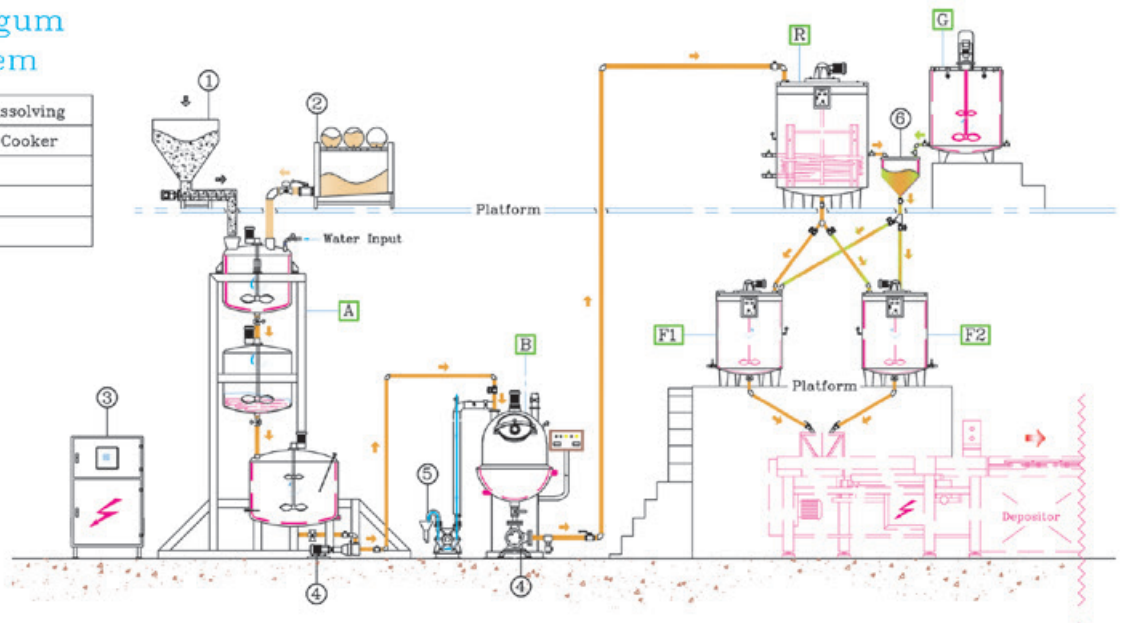 gum
em
ssolving
Cooker
①
②
Platform
Water Input
A
③
④
⑤
B
④
R
G
⑥
F1
F2
Platform
Depositor